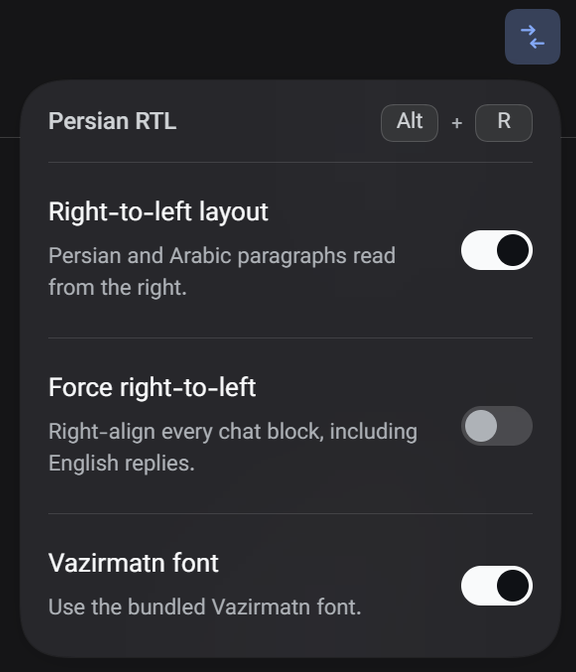 Persian RTL
Alt + R
Right-to-left layout
Persian and Arabic paragraphs read
from the right.
Force right-to-left
Right-align every chat block, including
English replies.
Vazirmatn font
Use the bundled Vazirmatn font.